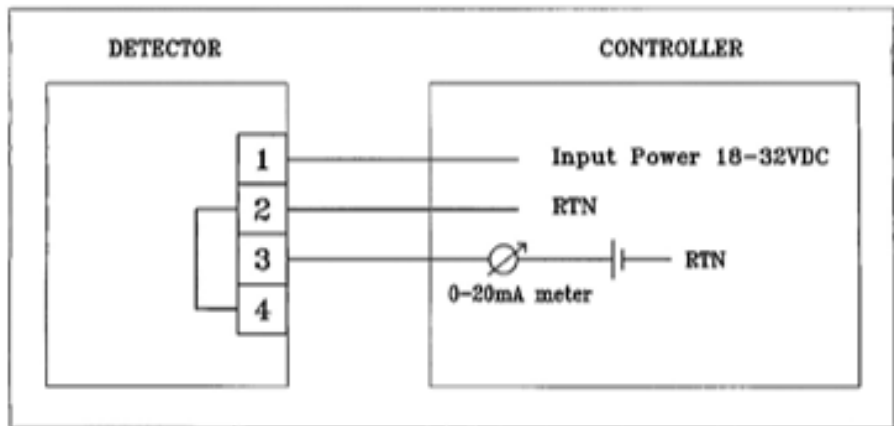 DETECTOR CONTROLLER
1 Input Power 18-32VDC
2 RTN
3 RTN
0-20mA meter
4